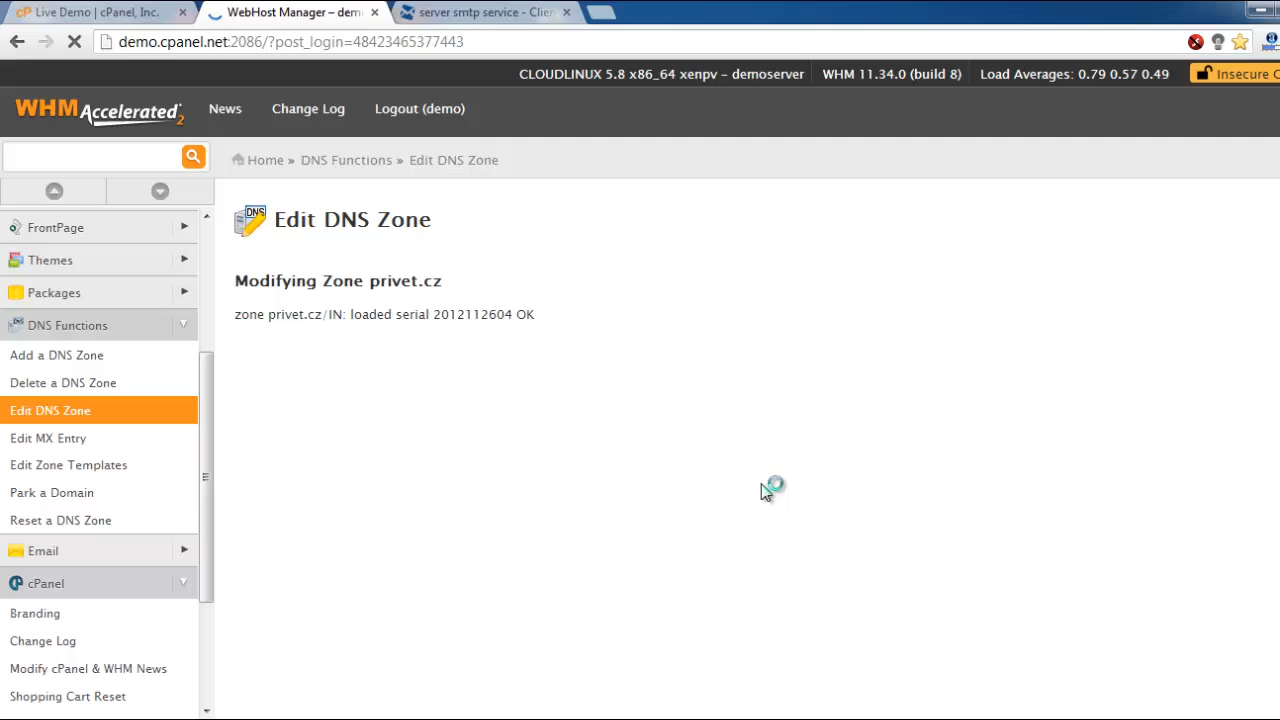 Live Demo | cPanel, Inc.
WebHost Manager – demo
server smtp service - Clien
demo.cpanel.net:2086/?post_login=48423465377443
CLOUDLINUX 5.8 x86_64 xenpv – demoserver
WHM 11.34.0 (build 8)
Load Averages: 0.79 0.57 0.49
Insecure C
WHM Accelerated2
News
Change Log
Logout (demo)
Home » DNS Functions » Edit DNS Zone
FrontPage
Themes
Packages
DNS Functions
Add a DNS Zone
Delete a DNS Zone
Edit DNS Zone
Edit MX Entry
Edit Zone Templates
Park a Domain
Reset a DNS Zone
Email
cPanel
Branding
Change Log
Modify cPanel & WHM News
Shopping Cart Reset
DNS
Edit DNS Zone
Modifying Zone privet.cz
zone privet.cz/IN: loaded serial 2012112604 OK